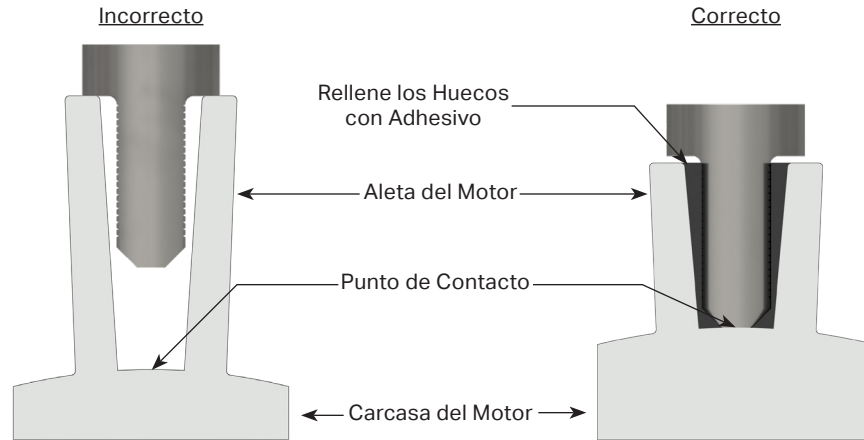 Incorrecto
Correcto
Rellene los Huecos
con Adhesivo
Aleta del Motor
Punto de Contacto
Carcasa del Motor